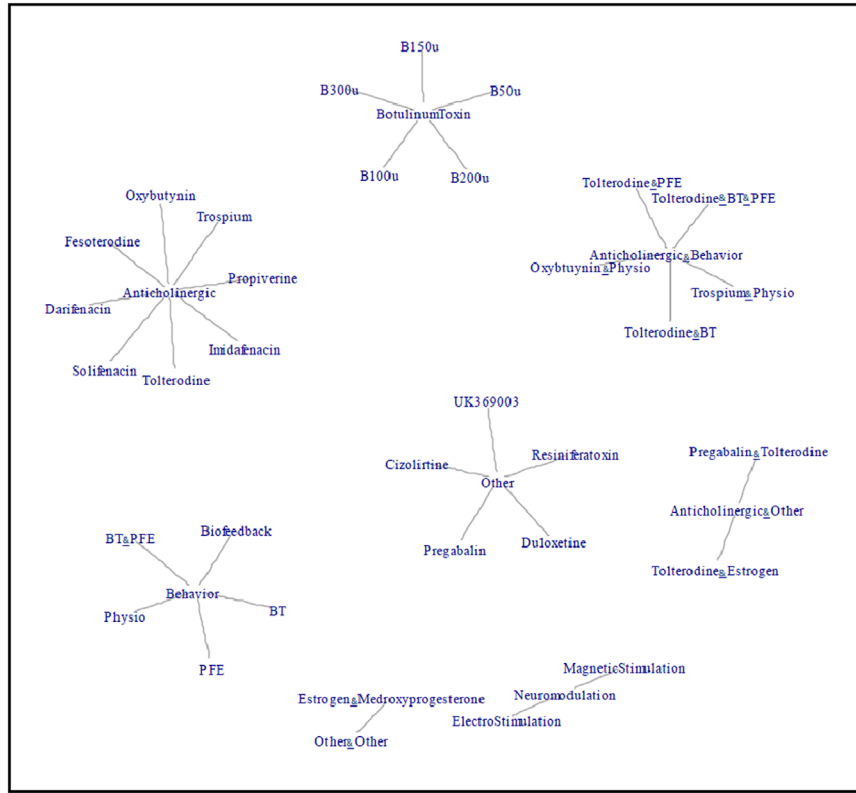 B150u
B300u
B50u
BotulinumToxin
B100u
B200u
Oxybutynin
Trospium
Fesoterodine
Propiverine
Anticholinergic
Darifenacin
Imidafenacin
Solifenacin
Tolterodine
Tolterodine&PFE
Tolterodine&BT&PFE
Anticholinergic&Behavior
Oxybtuynin&Physio
Trospium&Physio
Tolterodine&BT
UK369003
Cizolirtine
Resiniferatoxin
Other
Pregabalin
Duloxetine
Pregabalin&Tolterodine
Anticholinergic&Other
Tolterodine&Estrogen
BT&PFE
Biofeedback
Behavior
Physio
BT
PFE
MagneticStimulation
Estrogen&Medroxyprogesterone
Neuromodulation
ElectroStimulation
Other&Other